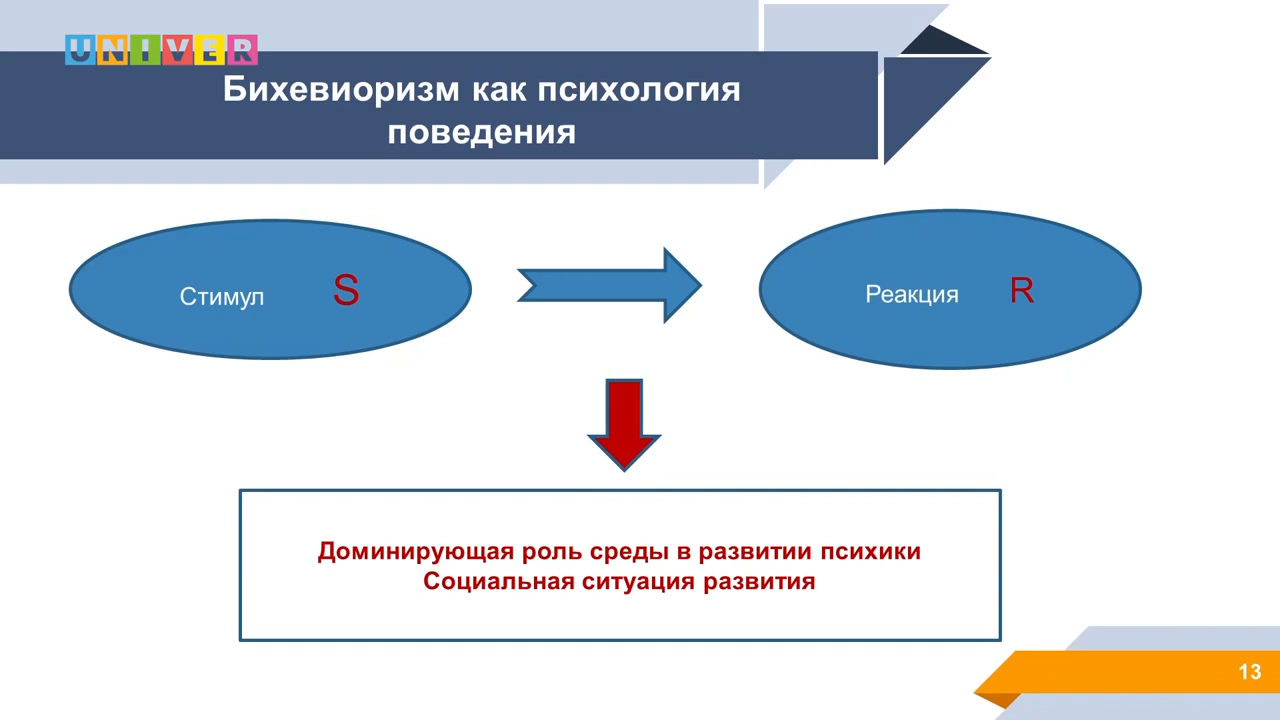 UNIVER
Бихевиоризм как психология
поведения
Стимул S
Реакция R
Доминирующая роль среды в развитии психики
Социальная ситуация развития
13